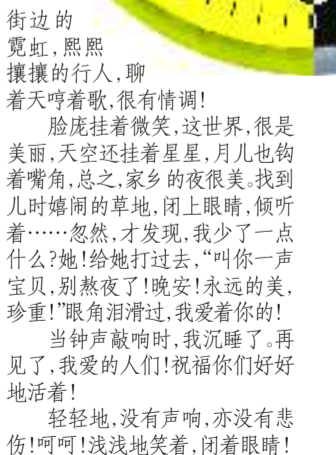 街边的
霓虹,熙熙
攘攘的行人,聊
着天哼着歌,很有情调!
脸庞挂着微笑,这世界,很是
美丽,天空还挂着星星,月儿也钩
着嘴角,总之,家乡的夜很美。找到
儿时嬉闹的草地,闭上眼睛,倾听
着……忽然,才发现,我少了一点
什么?她!给她打过去,“叫你一声
宝贝,别熬夜了!晚安!永远的美,
珍重!”眼角泪滑过,我爱着你的!
当钟声敲响时,我沉睡了。再
见了,我爱的人们!祝福你们好好
地活着!
轻轻地,没有声响,亦没有悲
伤!呵呵!浅浅地笑着,闭着眼睛!